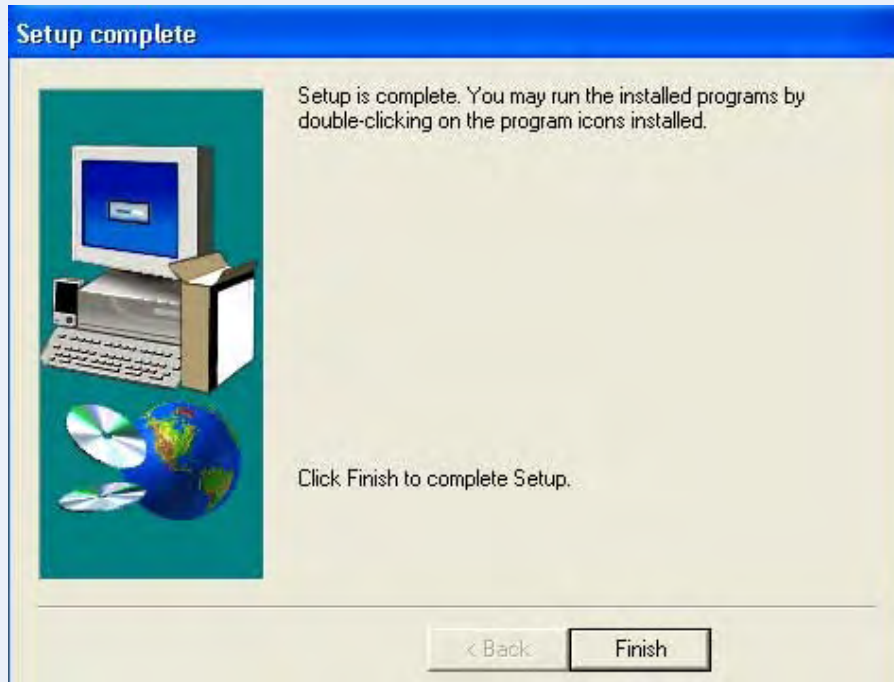 Setup complete
Setup is complete. You may run the installed programs by
double-clicking on the program icons installed.
Click Finish to complete Setup.
< Back
Finish